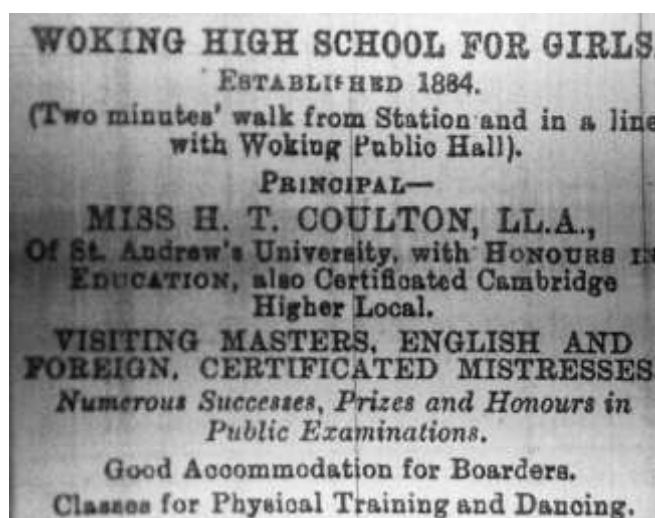 WOKING HIGH SCHOOL FOR GIRLS.
ESTABLISHED 1884.
(Two minutes' walk from Station and in a line
with Woking Public Hall).
PRINCIPAL—
MISS H. T. COULTON, LL.A.,
Of St. Andrew's University, with HONOURS IN
EDUCATION, also Certificated Cambridge
Higher Local.
VISITING MASTERS, ENGLISH AND
FOREIGN. CERTIFICATED MISTRESSES.
Numerous Successes, Prizes and Honours in
Public Examinations.
Good Accommodation for Boarders.
Classes for Physical Training and Dancing.